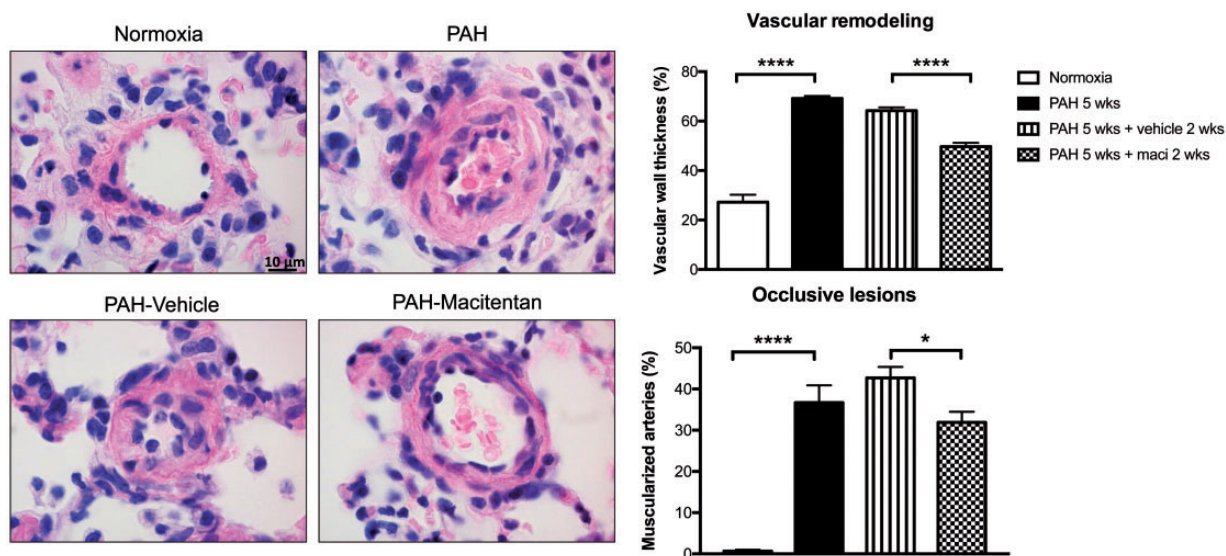 Normoxia
PAH
10 µm
PAH-Vehicle
PAH-Macitentan
Vascular remodeling
Vascular wall thickness (%)
80
60
40
20
0
****
****
Normoxia
PAH 5 wks
PAH 5 wks + vehicle 2 wks
PAH 5 wks + maci 2 wks
Occlusive lesions
Muscularized arteries (%)
50
40
30
20
10
0
****
*